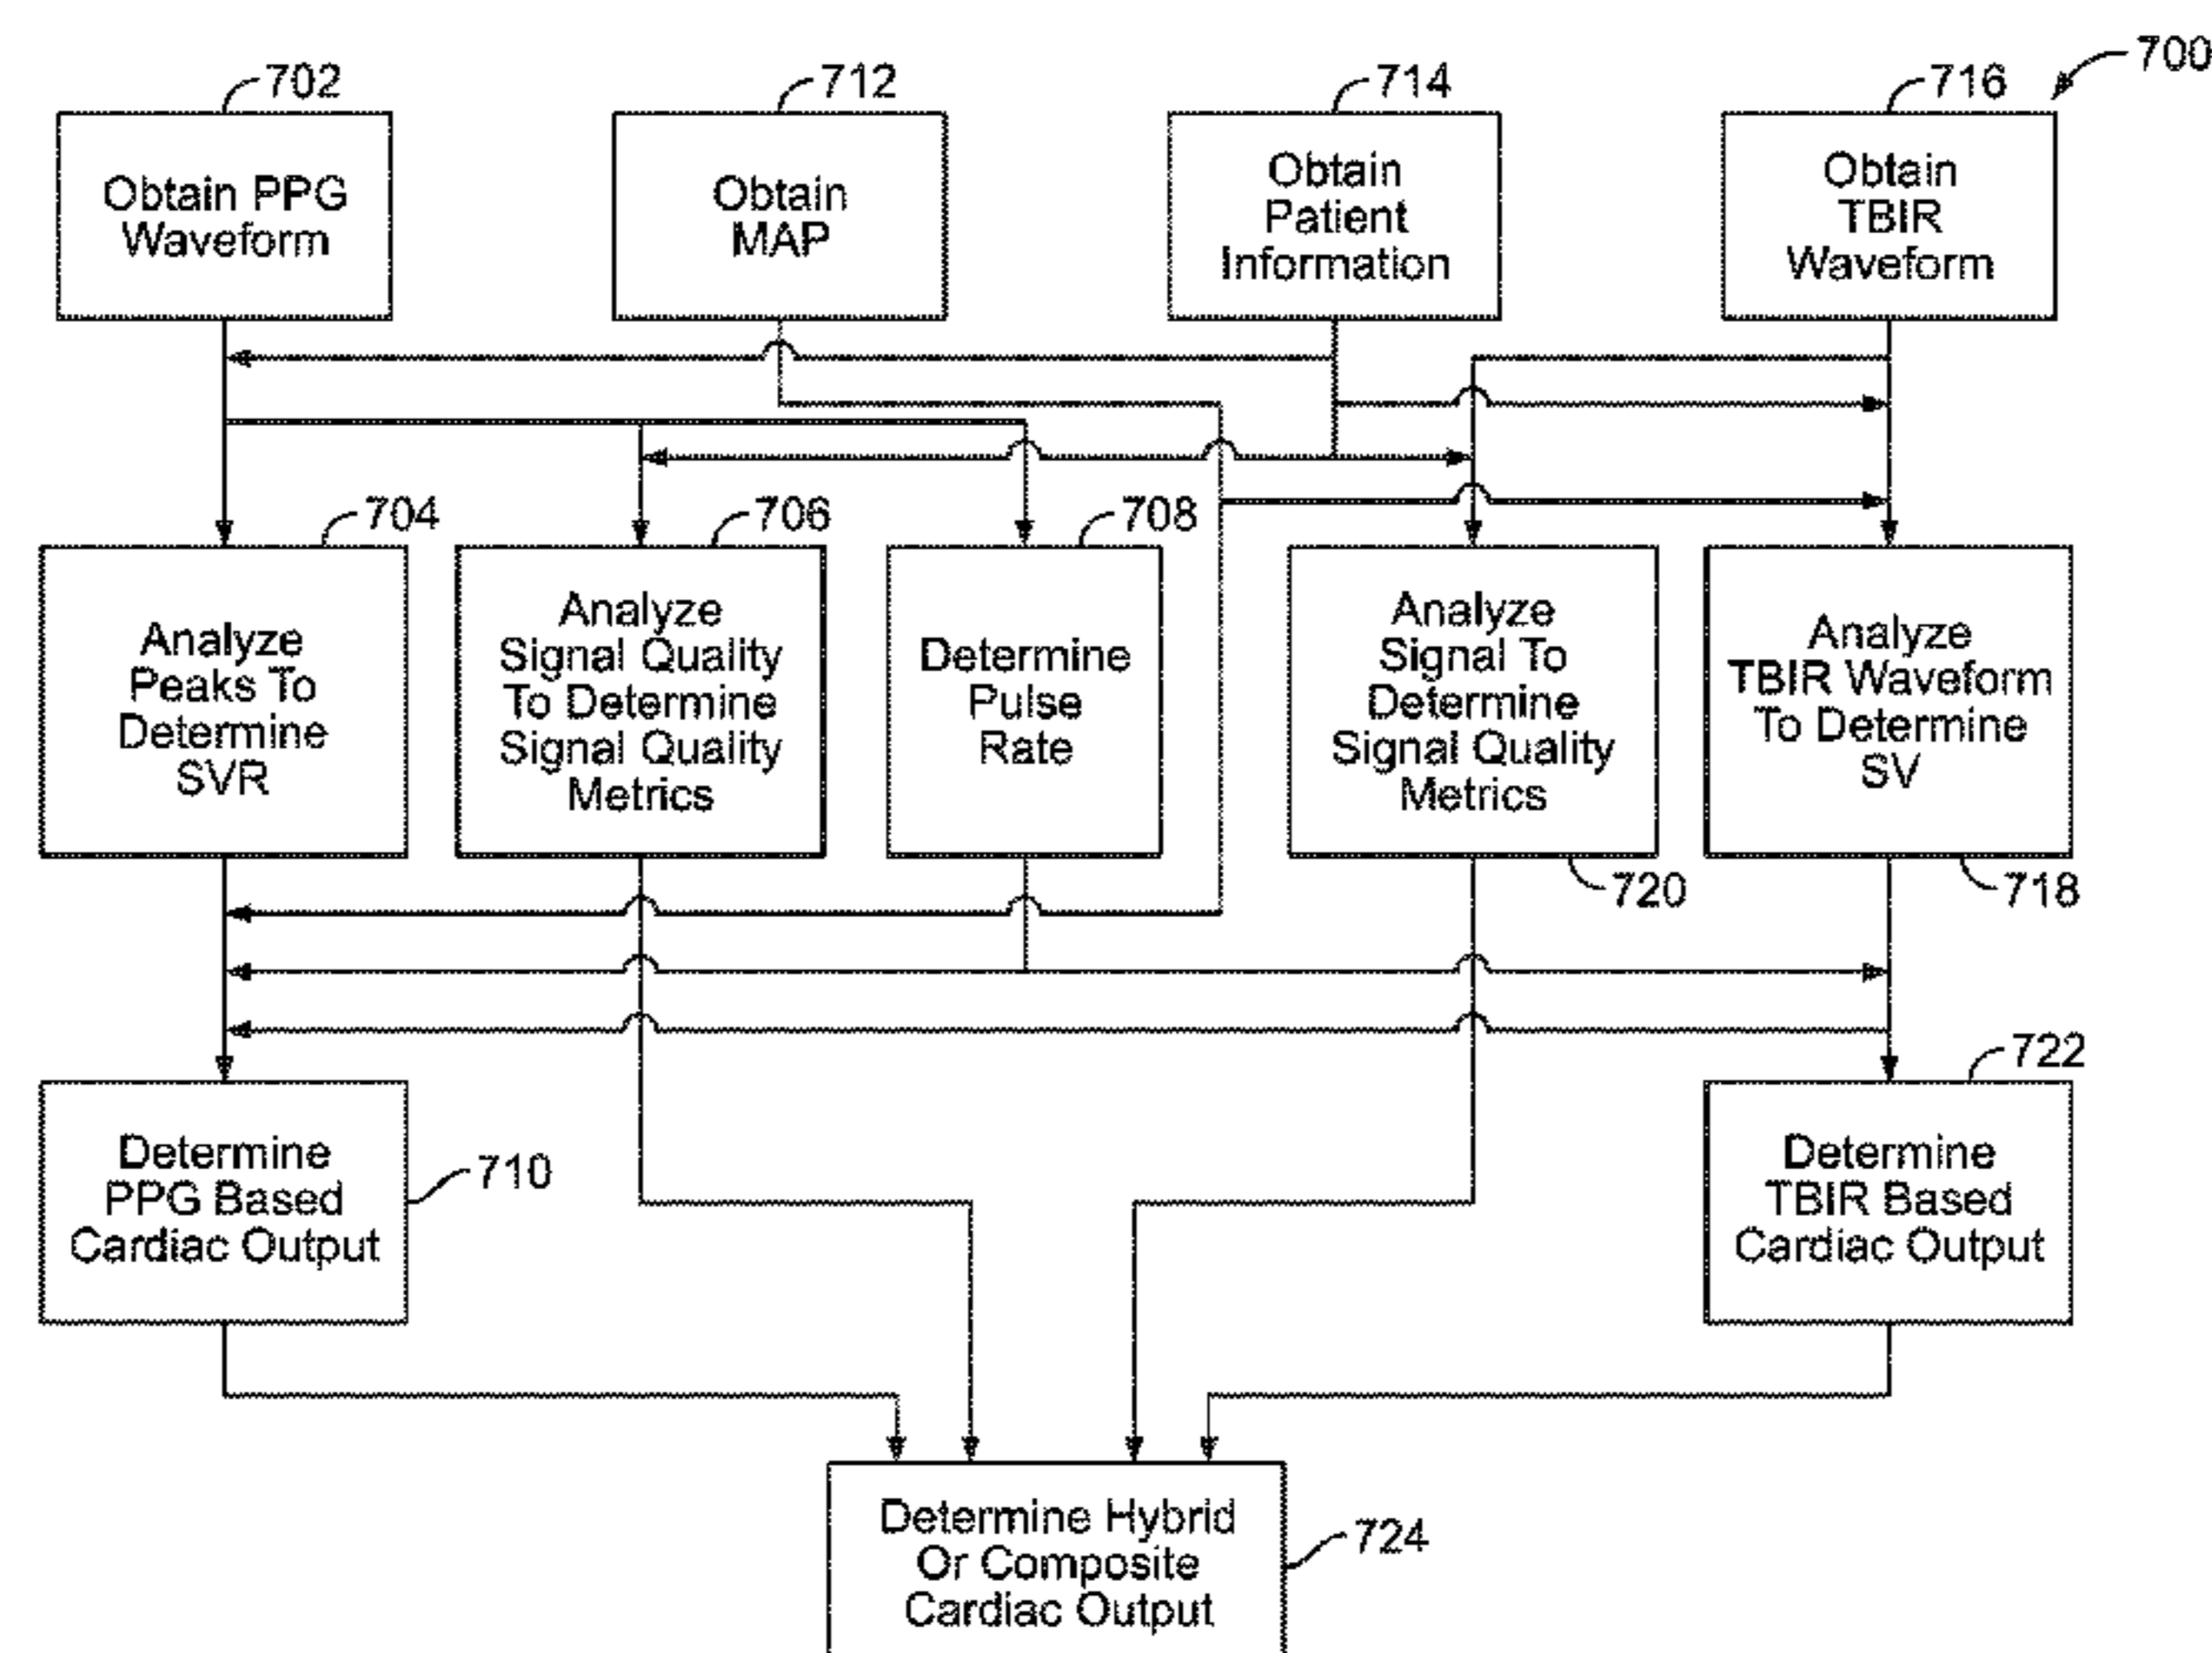 700
702
712
714
716
Obtain PPG
Waveform
Obtain
MAP
Obtain
Patient
Information
Obtain
TBIR
Waveform
704
706
708
Analyze
Peaks To
Determine
SVR
Analyze
Signal Quality
To Determine
Signal Quality
Metrics
Determine
Pulse
Rate
Analyze
Signal To
Determine
Signal Quality
Metrics
Analyze
TBIR Waveform
To Determine
SV
720
718
722
Determine
PPG Based
Cardiac Output
710
Determine
TBIR Based
Cardiac Output
Determine Hybrid
Or Composite
Cardiac Output
724